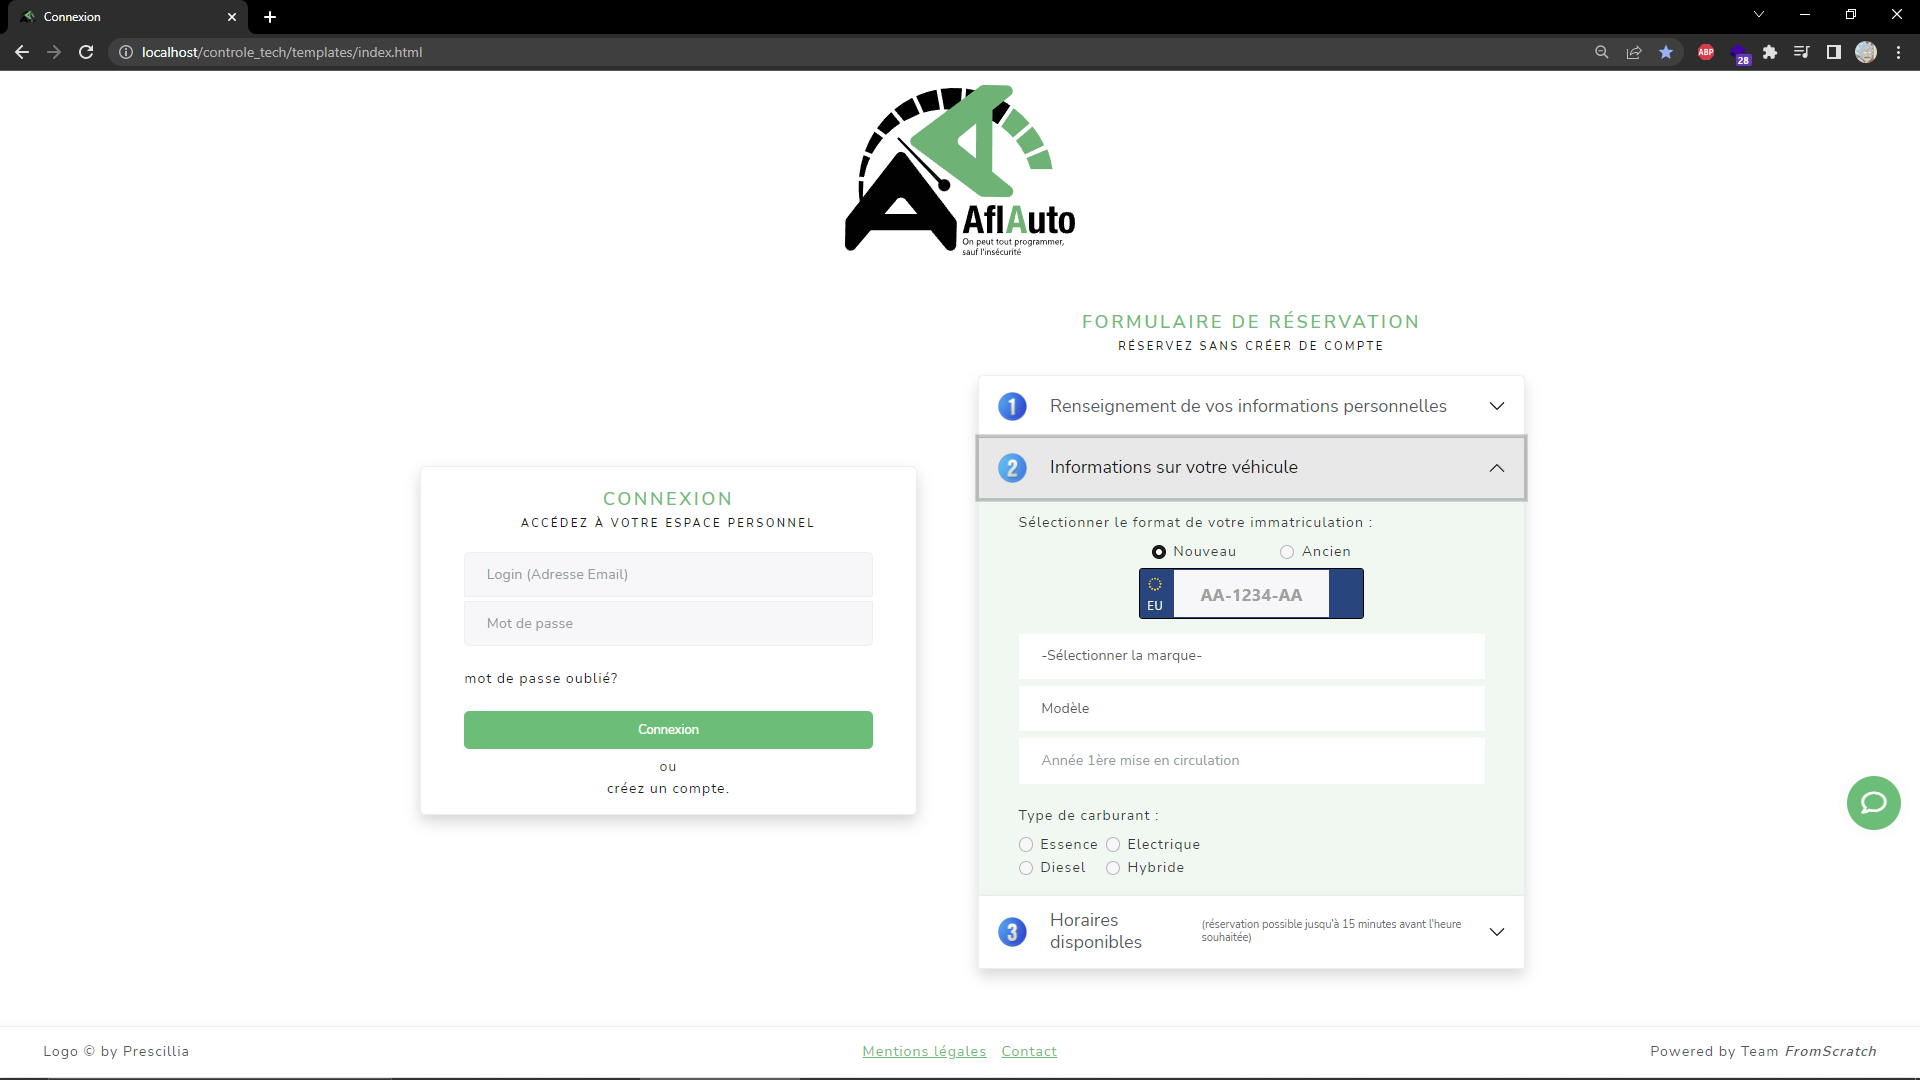 Connexion
localhost/controle_tech/templates/index.html
ABP
28
AflAuto
On peut tout programmer,
sauf l'insécurité
FORMULAIRE DE RÉSERVATION
RÉSERVEZ SANS CRÉER DE COMPTE
1 Renseignement de vos informations personnelles
2 Informations sur votre véhicule
CONNEXION
ACCÉDEZ À VOTRE ESPACE PERSONNEL
Login (Adresse Email)
Mot de passe
mot de passe oublié?
Connexion
ou
créez un compte.
Sélectionner le format de votre immatriculation :
Nouveau Ancien
EU AA-1234-AA
-Sélectionner la marque-
Modèle
Année 1ère mise en circulation
Type de carburant :
Essence Electrique
Diesel Hybride
3 Horaires
disponibles
(réservation possible jusqu'à 15 minutes avant l'heure
souhaitée)
Logo © by Prescillia
Mentions légales Contact
Powered by Team FromScratch